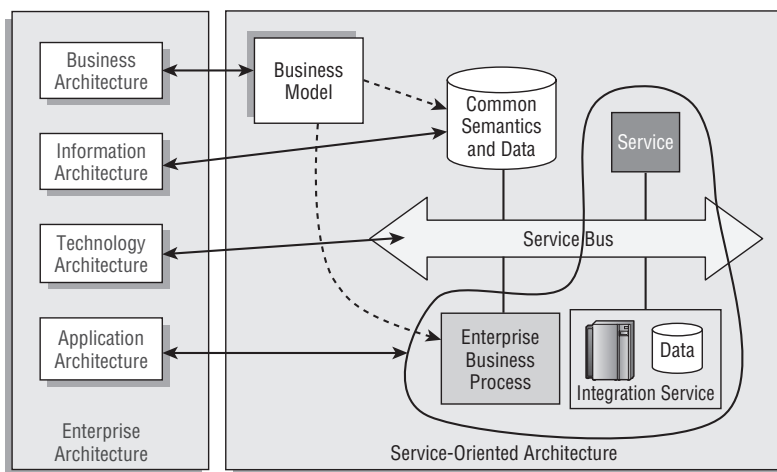 Business
Architecture
Information
Architecture
Technology
Architecture
Application
Architecture
Enterprise
Architecture
Business
Model
Common
Semantics
and Data
Service
Service Bus
Enterprise
Business
Process
Data
Integration Service
Service-Oriented Architecture